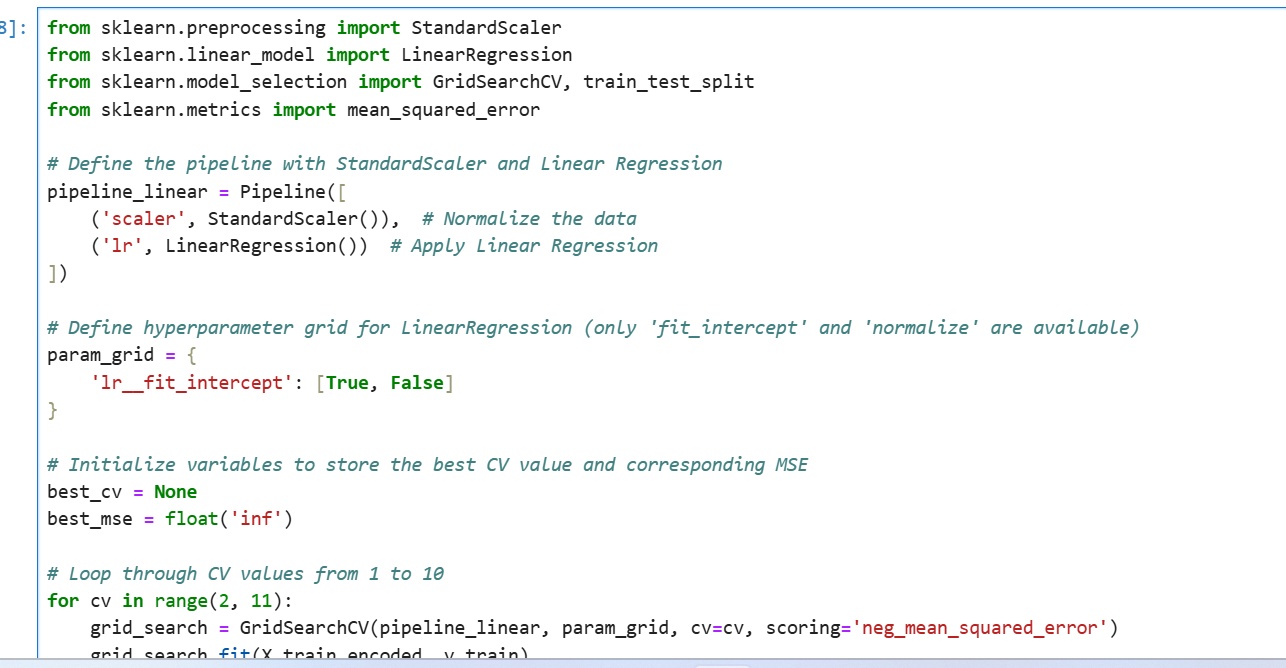 8]:
from sklearn.preprocessing import StandardScaler
from sklearn.linear_model import LinearRegression
from sklearn.model_selection import GridSearchCV, train_test_split
from sklearn.metrics import mean_squared_error

# Define the pipeline with StandardScaler and Linear Regression
pipeline_linear = Pipeline([
    ('scaler', StandardScaler()),  # Normalize the data
    ('lr', LinearRegression())  # Apply Linear Regression
])

# Define hyperparameter grid for LinearRegression (only 'fit_intercept' and 'normalize' are available)
param_grid = {
    'lr__fit_intercept': [True, False]
}

# Initialize variables to store the best CV value and corresponding MSE
best_cv = None
best_mse = float('inf')

# Loop through CV values from 1 to 10
for cv in range(2, 11):
    grid_search = GridSearchCV(pipeline_linear, param_grid, cv=cv, scoring='neg_mean_squared_error')
    grid_search.fit(X_train_encoded, y_train)